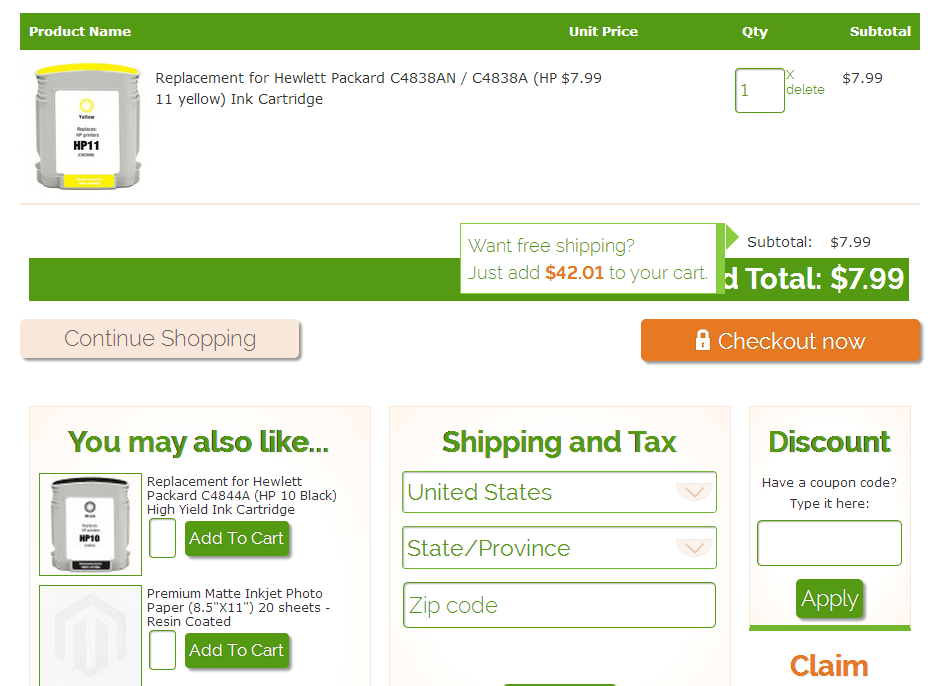 Product Name Unit Price Qty Subtotal
Replacement for Hewlett Packard C4838AN / C4838A (HP $7.99
11 yellow) Ink Cartridge
1
X
delete
$7.99
Yellow
Replaces:
HP printers
HP11
Want free shipping?
Just add $42.01 to your cart.
Subtotal: $7.99
d Total: $7.99
Continue Shopping
Checkout now
You may also like...
Replacement for Hewlett
Packard C4844A (HP 10 Black)
High Yield Ink Cartridge
Add To Cart
Black
Replaces:
HP printers
HP10
Premium Matte Inkjet Photo
Paper (8.5"X11") 20 sheets -
Resin Coated
Add To Cart
Shipping and Tax
United States
State/Province
Zip code
Discount
Have a coupon code?
Type it here:
Apply
Claim